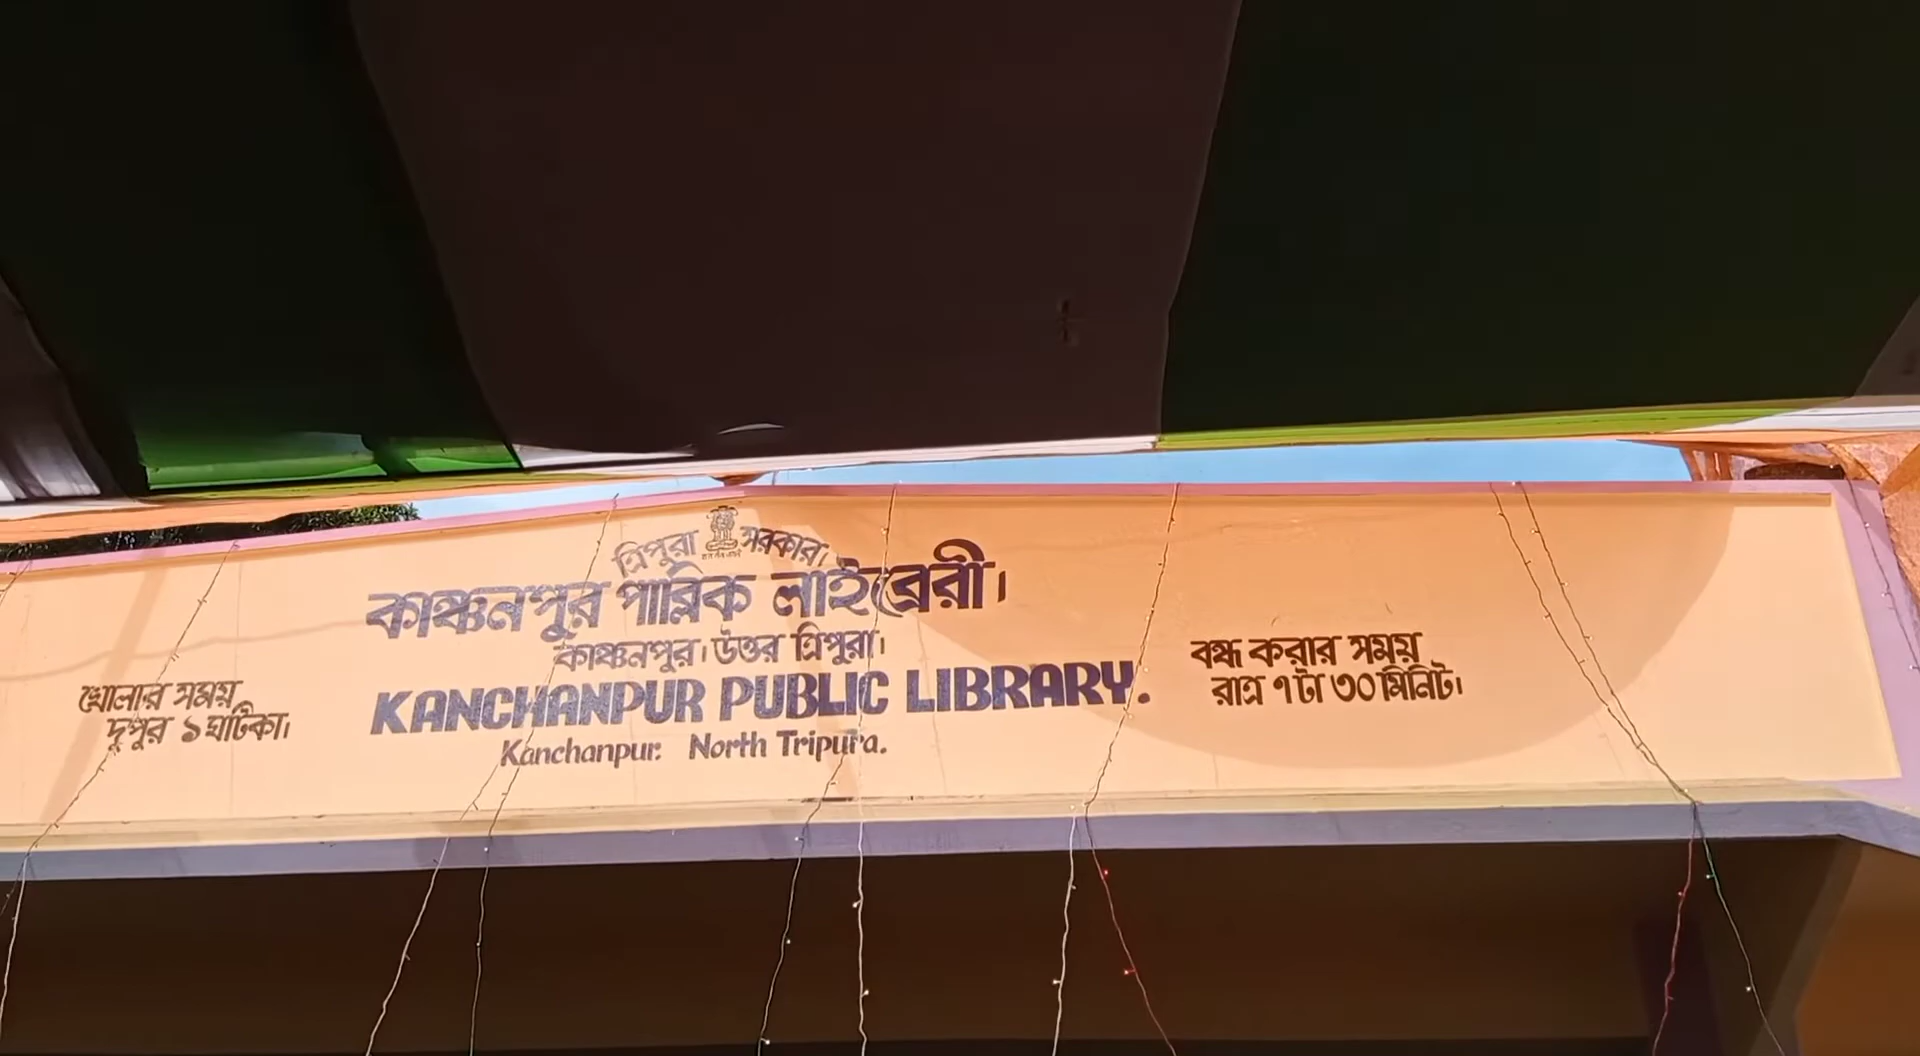 ত্রিপুরা সরকার।
কাঞ্চনপুর পাব্লিক লাইব্রেরী।
কাঞ্চনপুর। উত্তর ত্রিপুরা।
KANCHANPUR PUBLIC LIBRARY.
Kanchanpur. North Tripura.
খোলার সময়
দুপুর ১ ঘটিকা।
বন্ধ করার সময়
রাত্র ৭ টা ৩০ মিনিট।